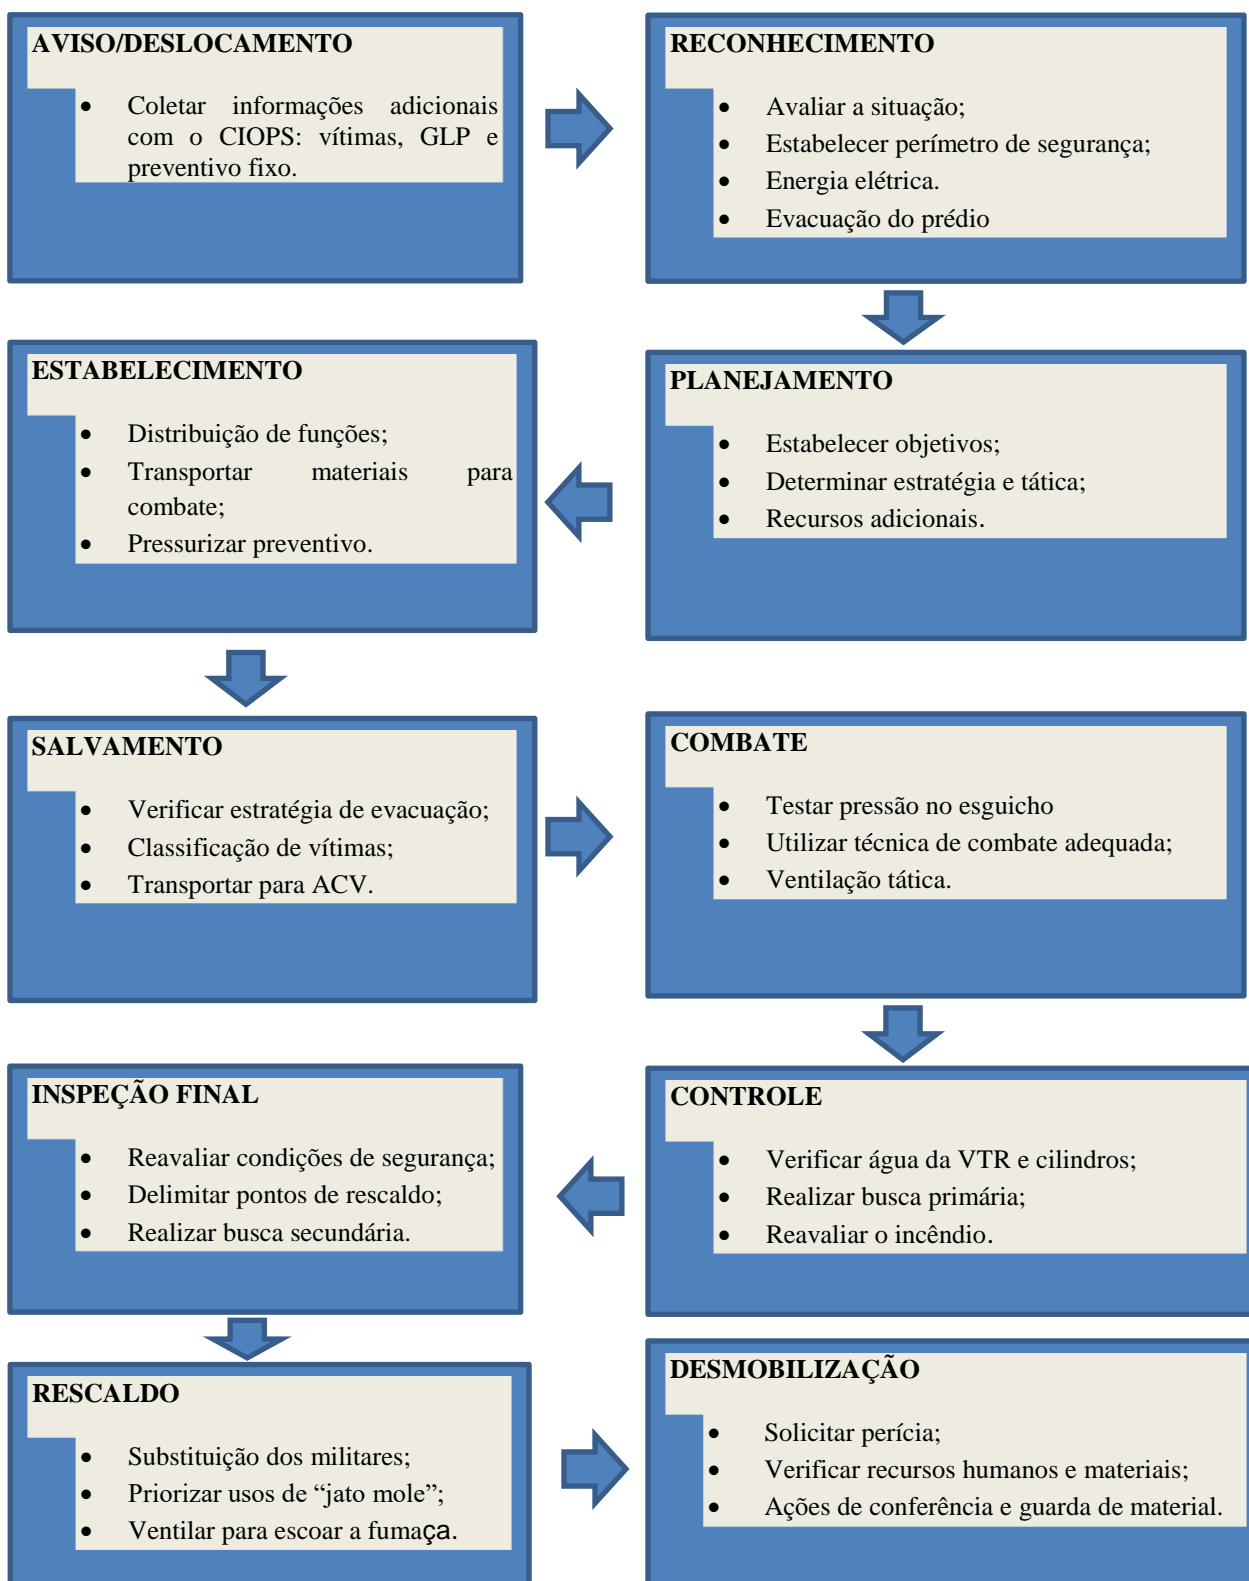 AVISO/DESLOCAMENTO
• Coletar informações adicionais
com o CIOPS: vítimas, GLP e
preventivo fixo.
RECONHECIMENTO
• Avaliar a situação;
• Estabelecer perímetro de segurança;
• Energia elétrica.
• Evacuação do prédio
PLANEJAMENTO
• Estabelecer objetivos;
• Determinar estratégia e tática;
• Recursos adicionais.
ESTABELECIMENTO
• Distribuição de funções;
• Transportar materiais para
combate;
• Pressurizar preventivo.
SALVAMENTO
• Verificar estratégia de evacuação;
• Classificação de vítimas;
• Transportar para ACV.
COMBATE
• Testar pressão no esguicho
• Utilizar técnica de combate adequada;
• Ventilação tática.
CONTROLE
• Verificar água da VTR e cilindros;
• Realizar busca primária;
• Reavaliar o incêndio.
INSPEÇÃO FINAL
• Reavaliar condições de segurança;
• Delimitar pontos de rescaldo;
• Realizar busca secundária.
RESCALDO
• Substituição dos militares;
• Priorizar usos de “jato mole”;
• Ventilar para escoar a fumaça.
DESMOBILIZAÇÃO
• Solicitar perícia;
• Verificar recursos humanos e materiais;
• Ações de conferência e guarda de material.